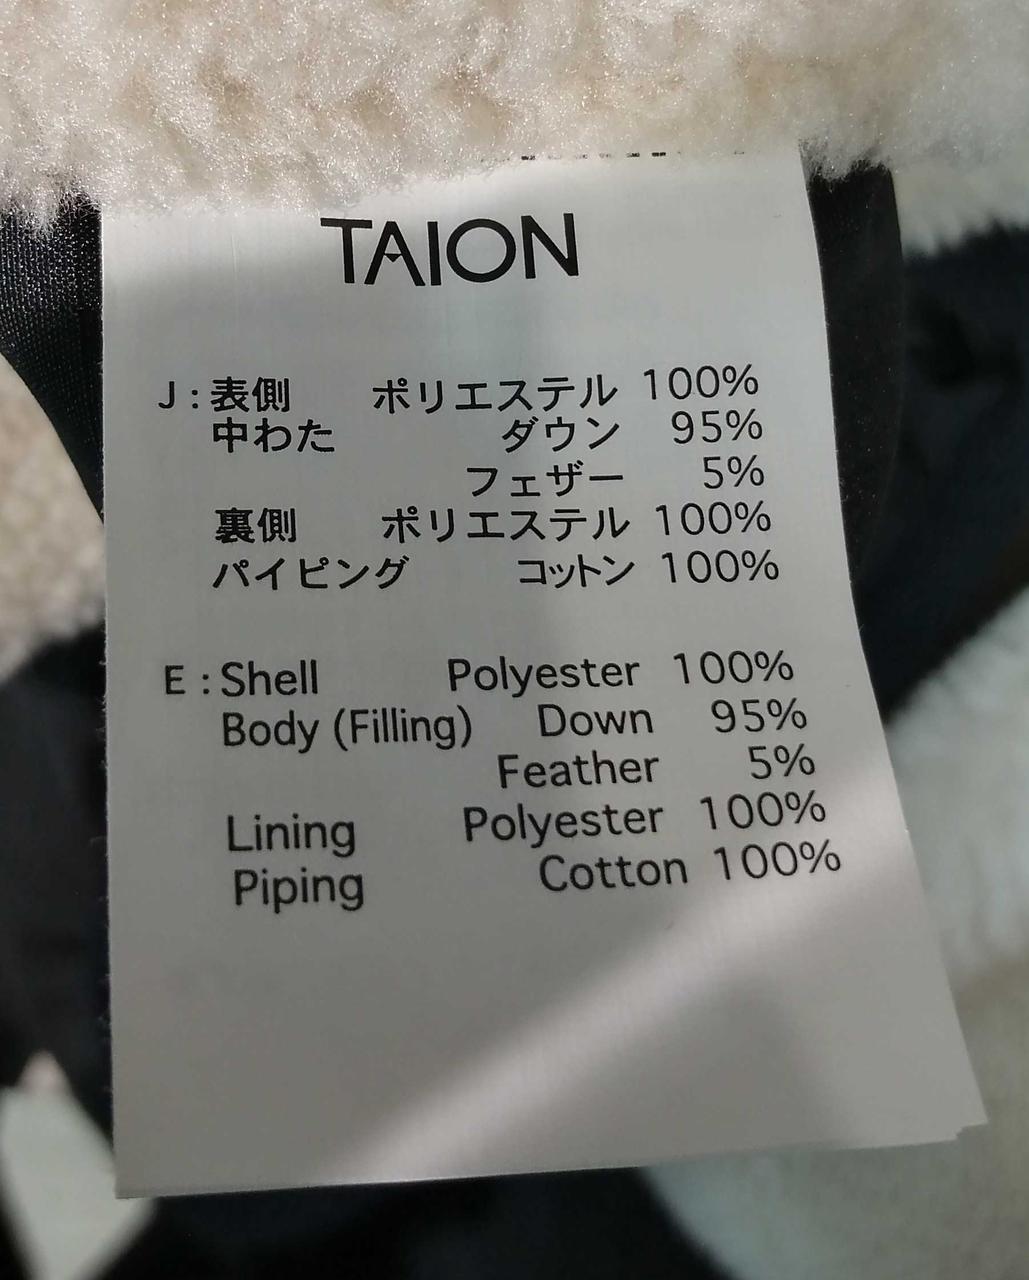 TAION
J : 表側 ポリエステル 100%
中わた ダウン 95%
フェザー 5%
裏側 ポリエステル 100%
パイピング コットン 100%
E : Shell Polyester 100%
Body (Filling) Down 95%
Feather 5%
Lining Polyester 100%
Piping Cotton 100%